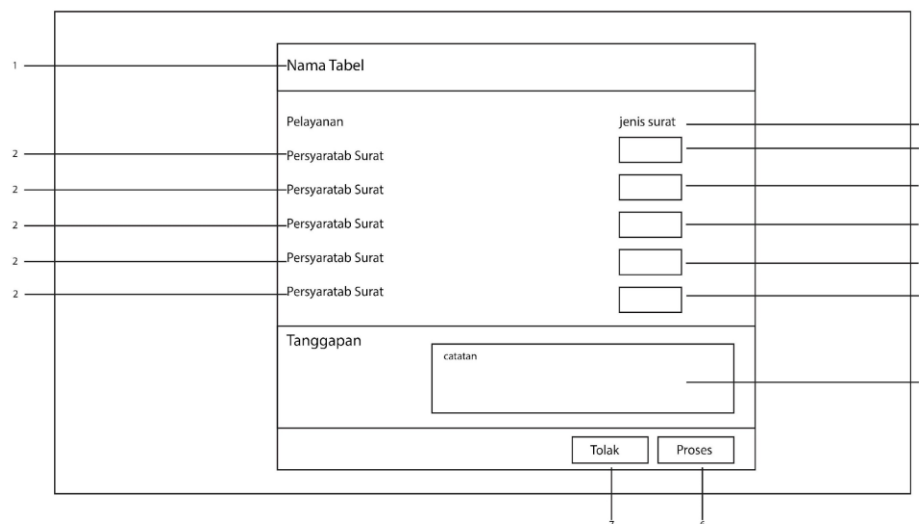 1 Nama Tabel
Pelayanan jenis surat
2 Persyaratab Surat
2 Persyaratab Surat
2 Persyaratab Surat
2 Persyaratab Surat
2 Persyaratab Surat
Tanggapan
catatan
Tolak Proses